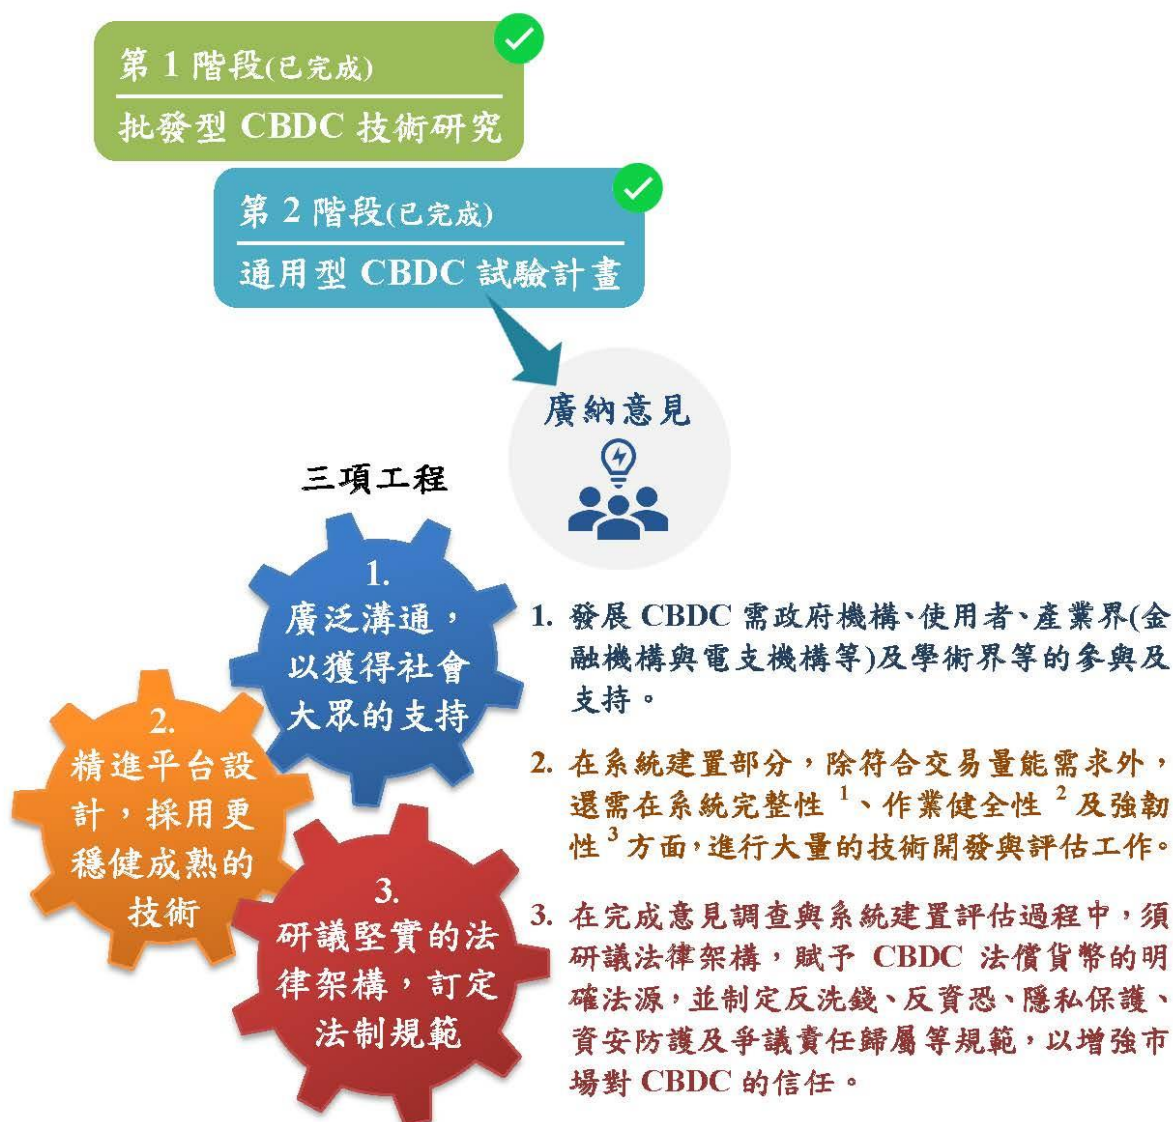 第 1 階段(已完成)
批發型 CBDC 技術研究
第 2 階段(已完成)
通用型 CBDC 試驗計畫
廣納意見
三項工程
1.
廣泛溝通，
以獲得社會
大眾的支持
2.
精進平台設
計，採用更
穩健成熟的
技術
3.
研議堅實的法
律架構，訂定
法制規範
1. 發展 CBDC 需政府機構、使用者、產業界(金
融機構與電支機構等)及學術界等的參與及
支持。
2. 在系統建置部分，除符合交易量能需求外，
還需在系統完整性 1、作業健全性 2 及強韌
性 3 方面，進行大量的技術開發與評估工作。
3. 在完成意見調查與系統建置評估過程中，須
研議法律架構，賦予 CBDC 法償貨幣的明
確法源，並制定反洗錢、反資恐、隱私保護、
資安防護及爭議責任歸屬等規範，以增強市
場對 CBDC 的信任。